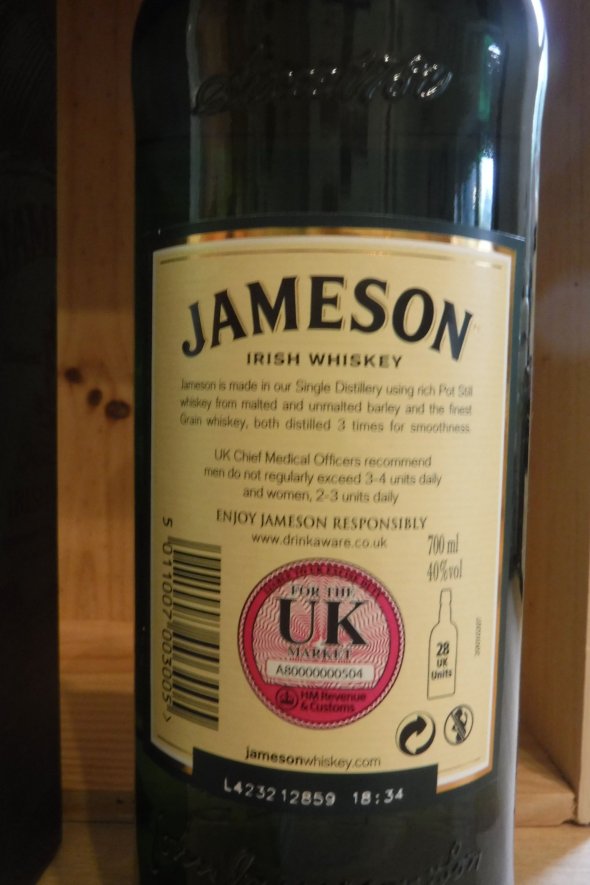 JAMESON
IRISH WHISKEY
Jameson is made in our Single Distillery using rich Pot Still
whiskey from malted and unmalted barley and the finest
Grain whiskey, both distilled 3 times for smoothness.
UK Chief Medical Officers recommend
men do not regularly exceed 3-4 units daily
and women, 2-3 units daily
ENJOY JAMESON RESPONSIBLY
www.drinkaware.co.uk
700 ml
40%vol
5 011007 003005 >
FOR THE
UK
MARKET
A80000000504
HM Revenue
& Customs
28
UK
Units
jamesonwhiskey.com
L423212859 18:34